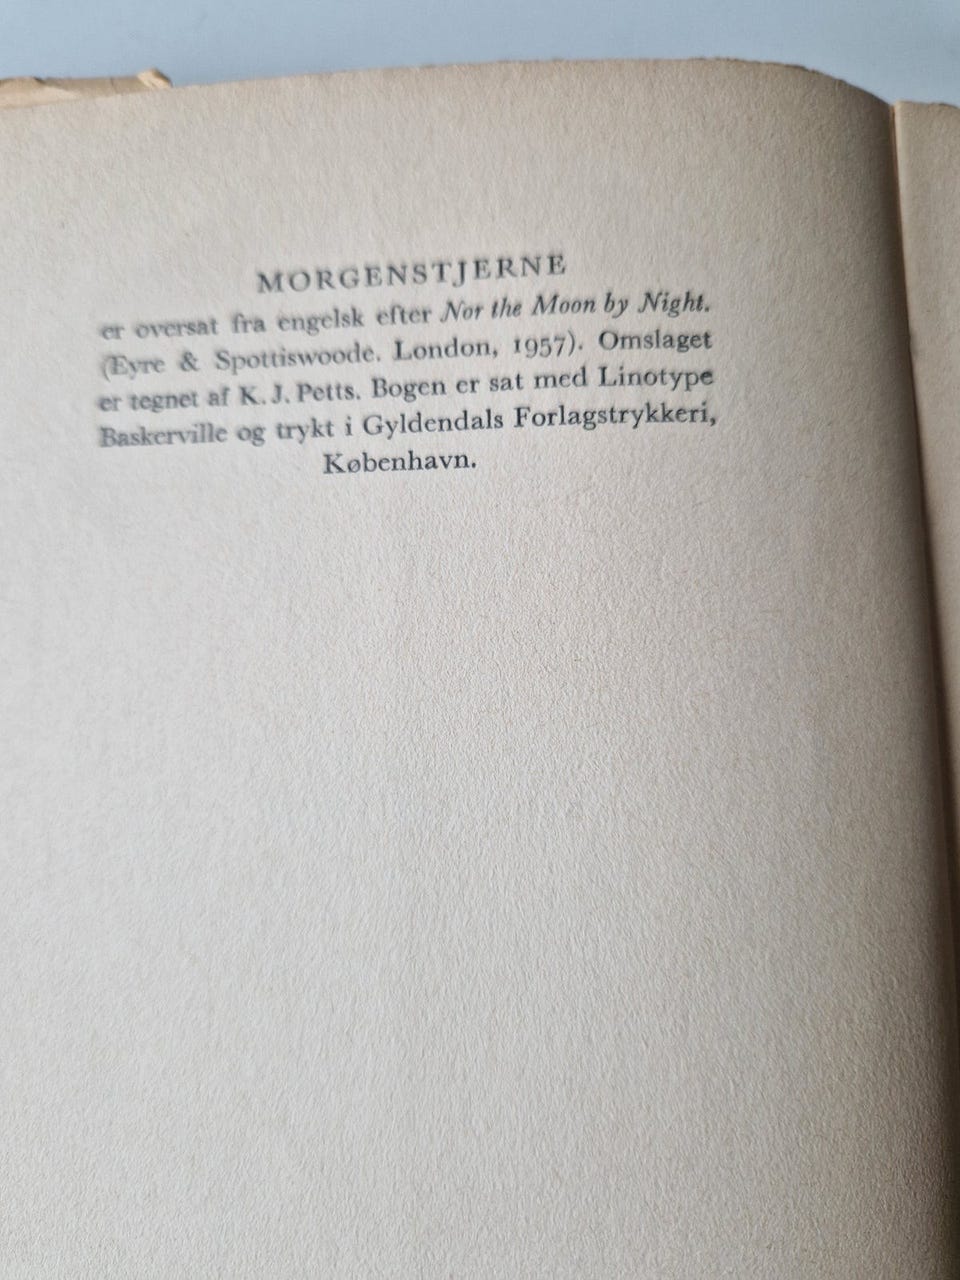 MORGENSTJERNE
er oversat fra engelsk efter Nor the Moon by Night.
(Eyre & Spottiswoode. London, 1957). Omslaget
er tegnet af K. J. Petts. Bogen er sat med Linotype
Baskerville og trykt i Gyldendals Forlagstrykkeri,
København.